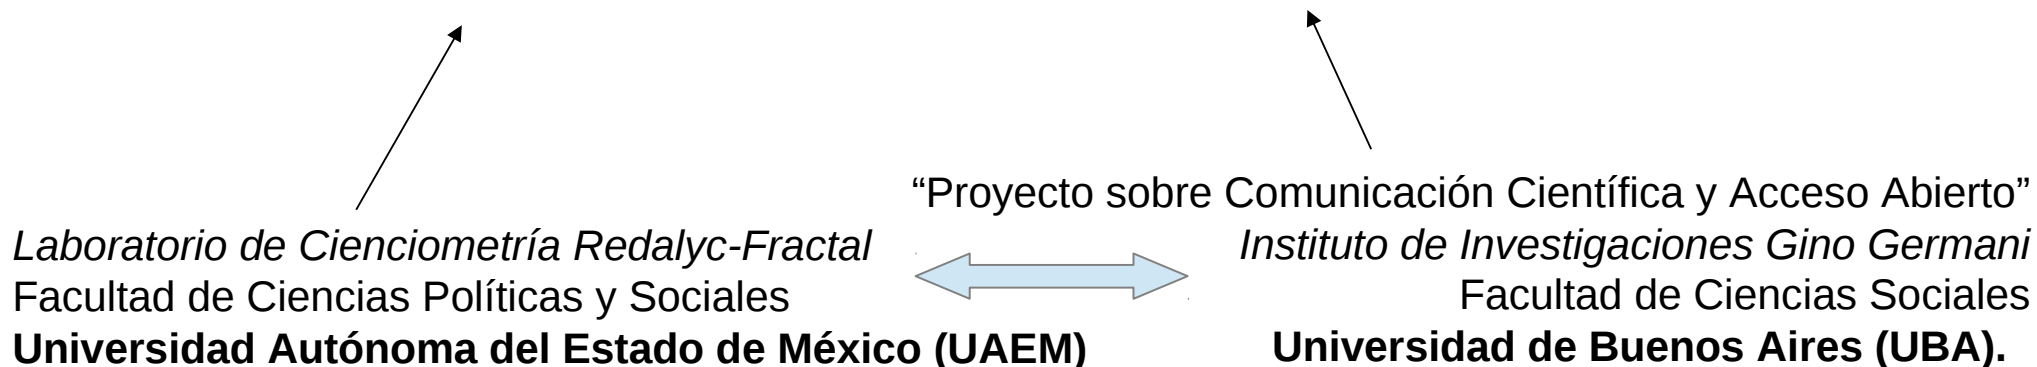 “Proyecto sobre Comunicación Científica y Acceso Abierto”
Laboratorio de Cienciometría Redalyc-Fractal
Facultad de Ciencias Políticas y Sociales
Universidad Autónoma del Estado de México (UAEM)
Instituto de Investigaciones Gino Germani
Facultad de Ciencias Sociales
Universidad de Buenos Aires (UBA).